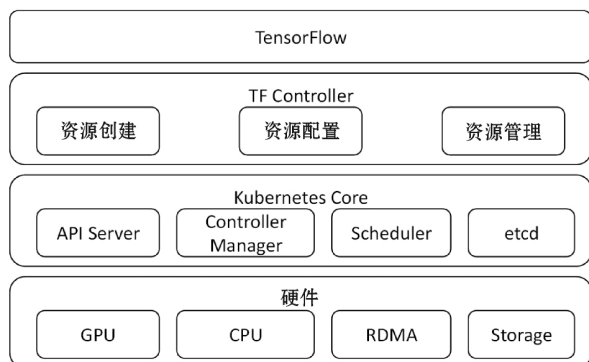 TensorFlow
TF Controller
资源创建
资源配置
资源管理
Kubernetes Core
API Server
Controller
Manager
Scheduler
etcd
硬件
GPU
CPU
RDMA
Storage